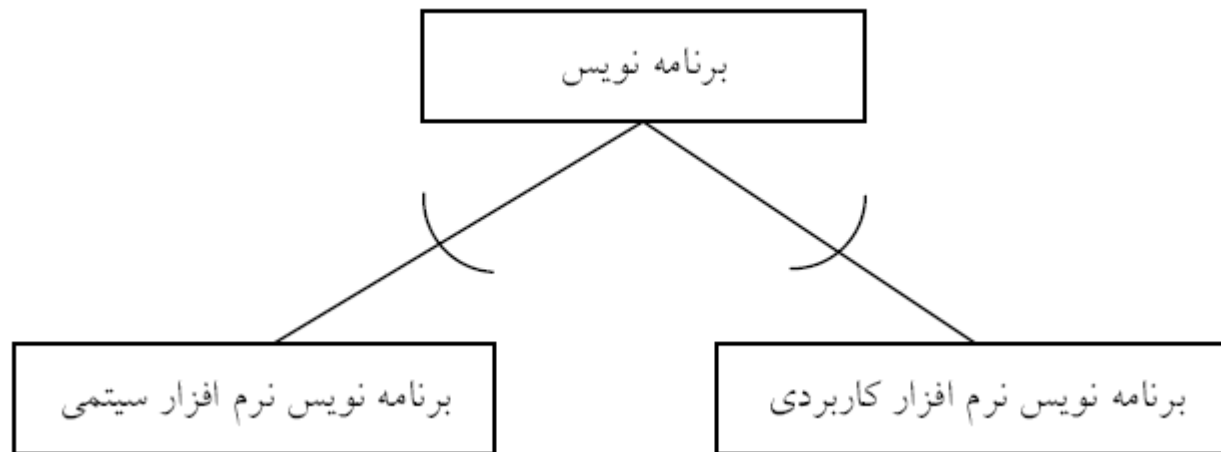 برنامه نویس
برنامه نویس نرم افزار کاربردی
برنامه نویس نرم افزار سیتمی